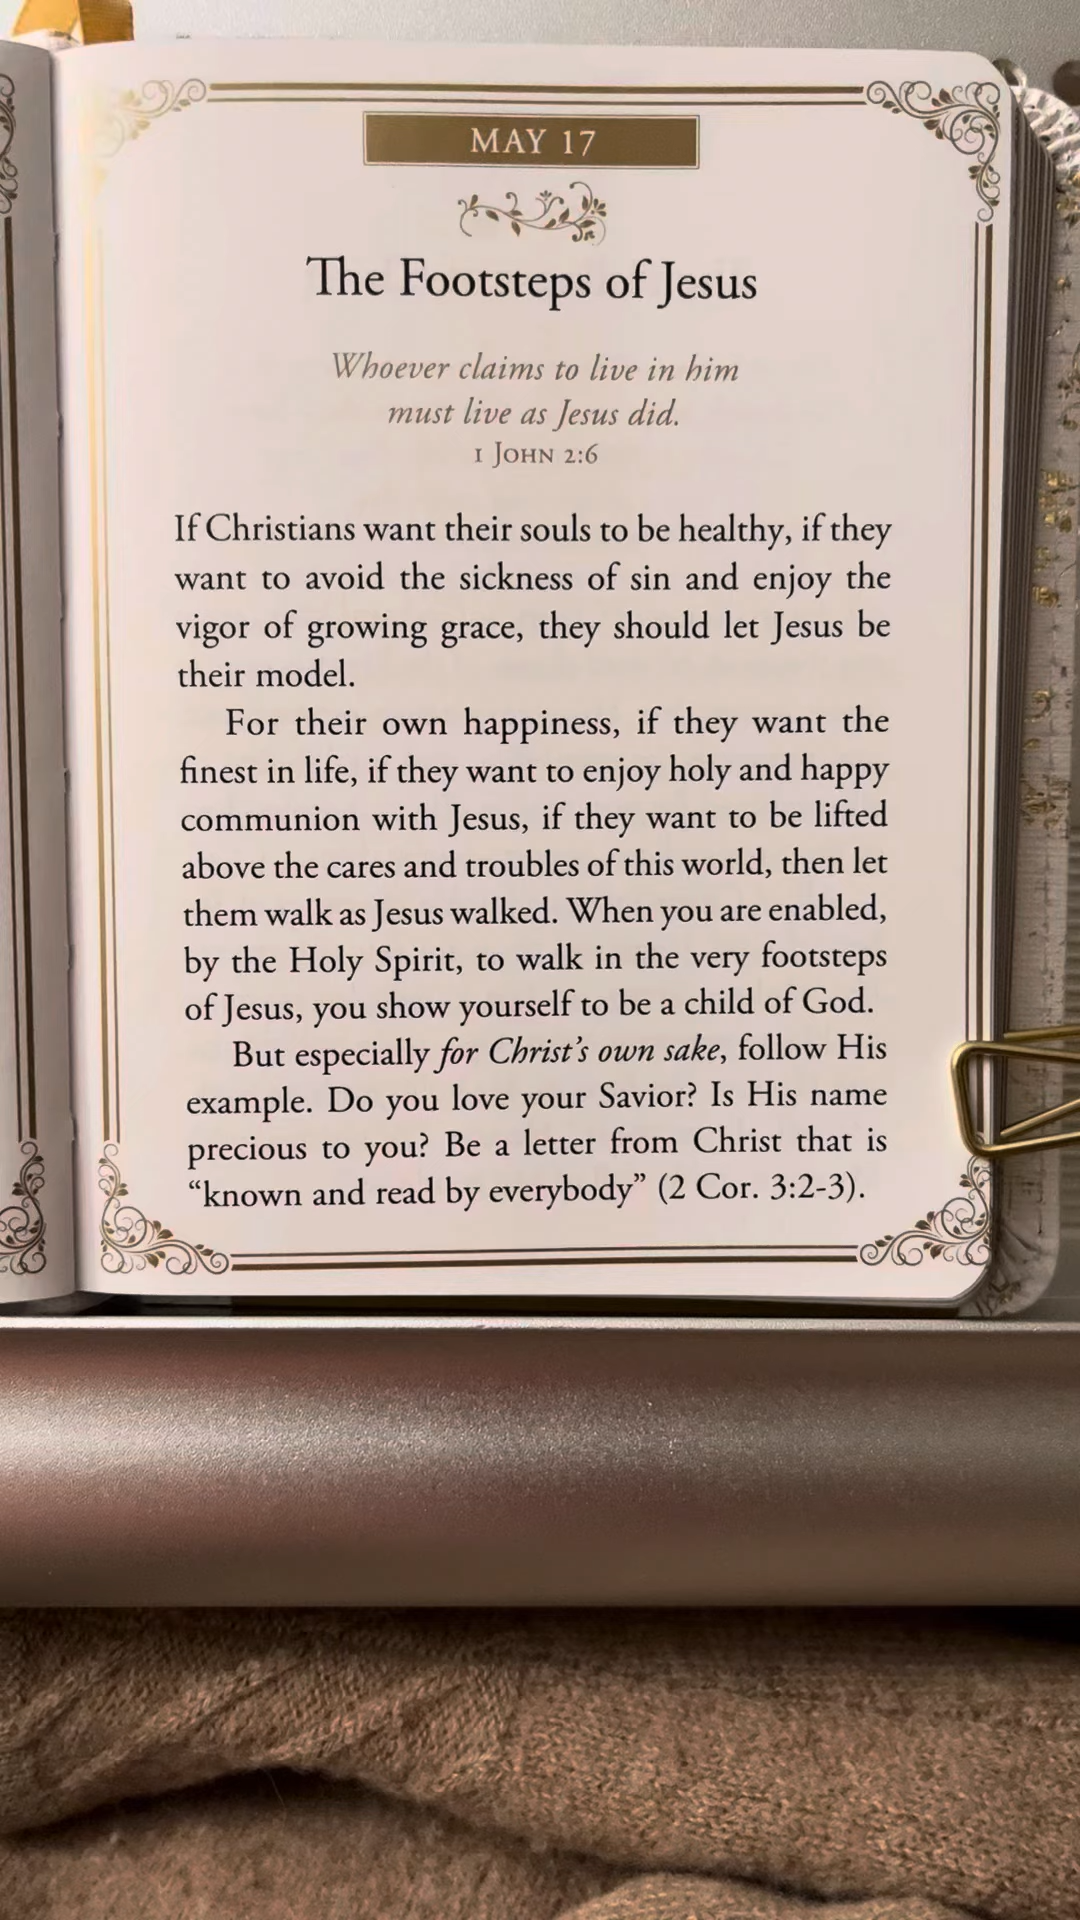 MAY 17
The Footsteps of Jesus
Whoever claims to live in him
must live as Jesus did.
1 John 2:6
If Christians want their souls to be healthy, if they
want to avoid the sickness of sin and enjoy the
vigor of growing grace, they should let Jesus be
their model.
For their own happiness, if they want the
finest in life, if they want to enjoy holy and happy
communion with Jesus, if they want to be lifted
above the cares and troubles of this world, then let
them walk as Jesus walked. When you are enabled,
by the Holy Spirit, to walk in the very footsteps
of Jesus, you show yourself to be a child of God.
But especially for Christ's own sake, follow His
example. Do you love your Savior? Is His name
precious to you? Be a letter from Christ that is
“known and read by everybody” (2 Cor. 3:2-3).